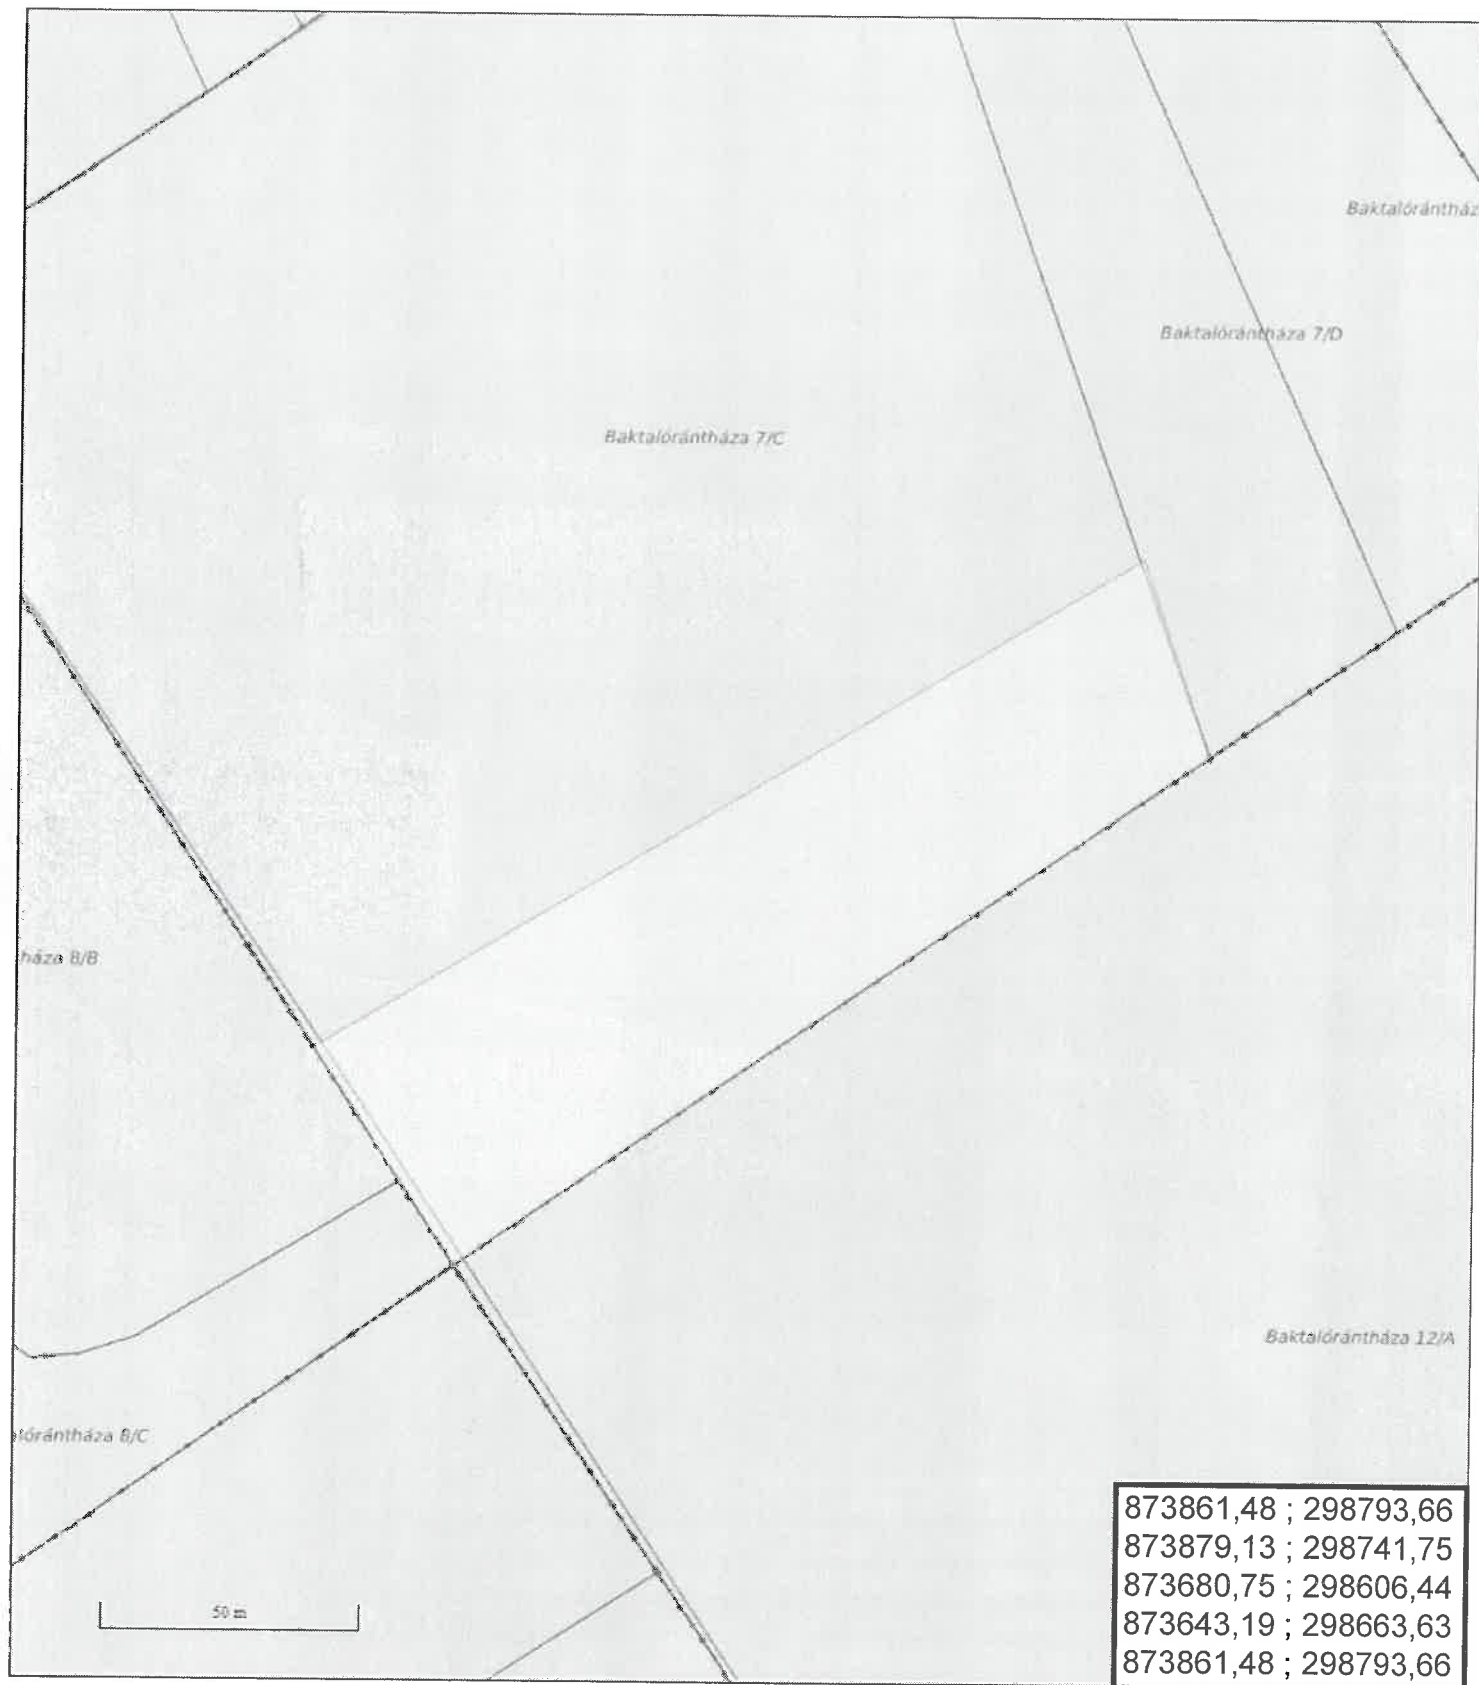 Baktalórántház
Baktalórántháza 7/D
Baktalórántháza 7/C
háza 8/B
Baktalórántháza 12/A
lórántháza 8/C
50 m
873861,48 ; 298793,66
873879,13 ; 298741,75
873680,75 ; 298606,44
873643,19 ; 298663,63
873861,48 ; 298793,66